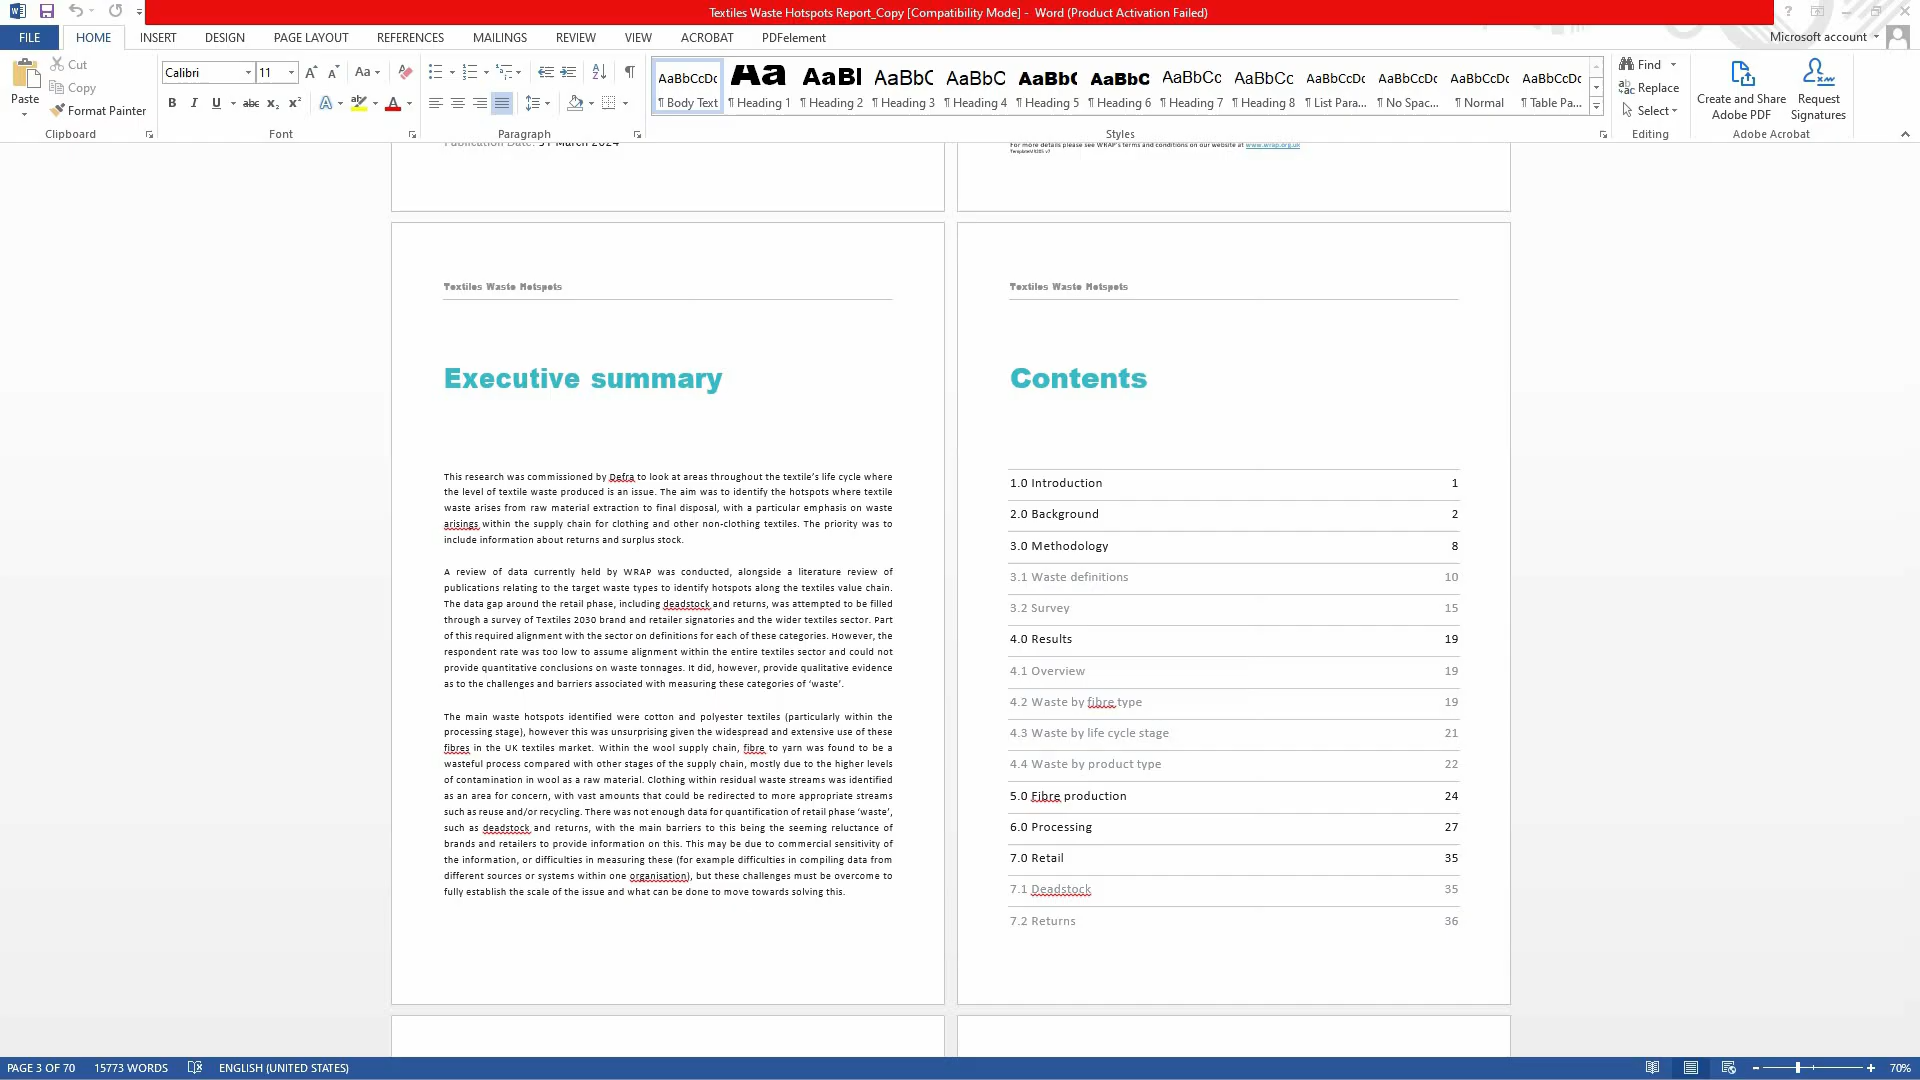 Textiles Waste Hotspots Report_Copy [Compatibility Mode] - Word (Product Activation Failed)
FILE HOME INSERT DESIGN PAGE LAYOUT REFERENCES MAILINGS REVIEW VIEW ACROBAT PDFelement Microsoft account
Paste
Cut
Copy
Format Painter
Clipboard
Calibri 11
Font
Paragraph
AaBbCcDc AaBbCcDc AaBbCcDc AaBbCcDc
¶ Body Text ¶ Heading 1 ¶ Heading 2 ¶ Heading 3 ¶ Heading 4 ¶ Heading 5 ¶ Heading 6 ¶ Heading 7 ¶ Heading 8 ¶ List Para... ¶ No Spac... ¶ Normal ¶ Table Pa...
Styles
Find
Replace
Select
Editing
Create and Share
Adobe PDF
Request
Signatures
Adobe Acrobat
Publication Date: 31 March 2024
For more details please see WRAP's terms and conditions on our website at www.wrap.org.uk
Textiles Waste Hotspots
Executive summary
This research was commissioned by Defra to look at areas throughout the textile's life cycle where
the level of textile waste produced is an issue. The aim was to identify the hotspots where textile
waste arises from raw material extraction to final disposal, with a particular emphasis on waste
arisings within the supply chain for clothing and other non-clothing textiles. The priority was to
include information about returns and surplus stock.
A review of data currently held by WRAP was conducted, alongside a literature review of
publications relating to the target waste types to identify hotspots along the textiles value chain.
The data gap around the retail phase, including deadstock and returns, was attempted to be filled
through a survey of Textiles 2030 brand and retailer signatories and the wider textiles sector. Part
of this required alignment with the sector on definitions for each of these categories. However, the
respondent rate was too low to assume alignment within the entire textiles sector and could not
provide quantitative conclusions on waste tonnages. It did, however, provide qualitative evidence
as to the challenges and barriers associated with measuring these categories of ‘waste’.
The main waste hotspots identified were cotton and polyester textiles (particularly within the
processing stage), however this was unsurprising given the widespread and extensive use of these
fibres in the UK textiles market. Within the wool supply chain, fibre to yarn was found to be a
wasteful process compared with other stages of the supply chain, mostly due to the higher levels
of contamination in wool as a raw material. Clothing within residual waste streams was identified
as an area for concern, with vast amounts that could be redirected to more appropriate streams
such as reuse and/or recycling. There was not enough data for quantification of retail phase ‘waste’,
such as deadstock and returns, with the main barriers to this being the seeming reluctance of
brands and retailers to provide information on this. This may be due to commercial sensitivity of
the information, or difficulties in measuring these (for example difficulties in compiling data from
different sources or systems within one organisation), but these challenges must be overcome to
fully establish the scale of the issue and what can be done to move towards solving this.
Textiles Waste Hotspots
Contents
1.0 Introduction 1
2.0 Background 2
3.0 Methodology 8
3.1 Waste definitions 10
3.2 Survey 15
4.0 Results 19
4.1 Overview 19
4.2 Waste by fibre type 19
4.3 Waste by life cycle stage 21
4.4 Waste by product type 22
5.0 Fibre production 24
6.0 Processing 27
7.0 Retail 35
7.1 Deadstock 35
7.2 Returns 36
PAGE 3 OF 70 15773 WORDS ENGLISH (UNITED STATES) 70%